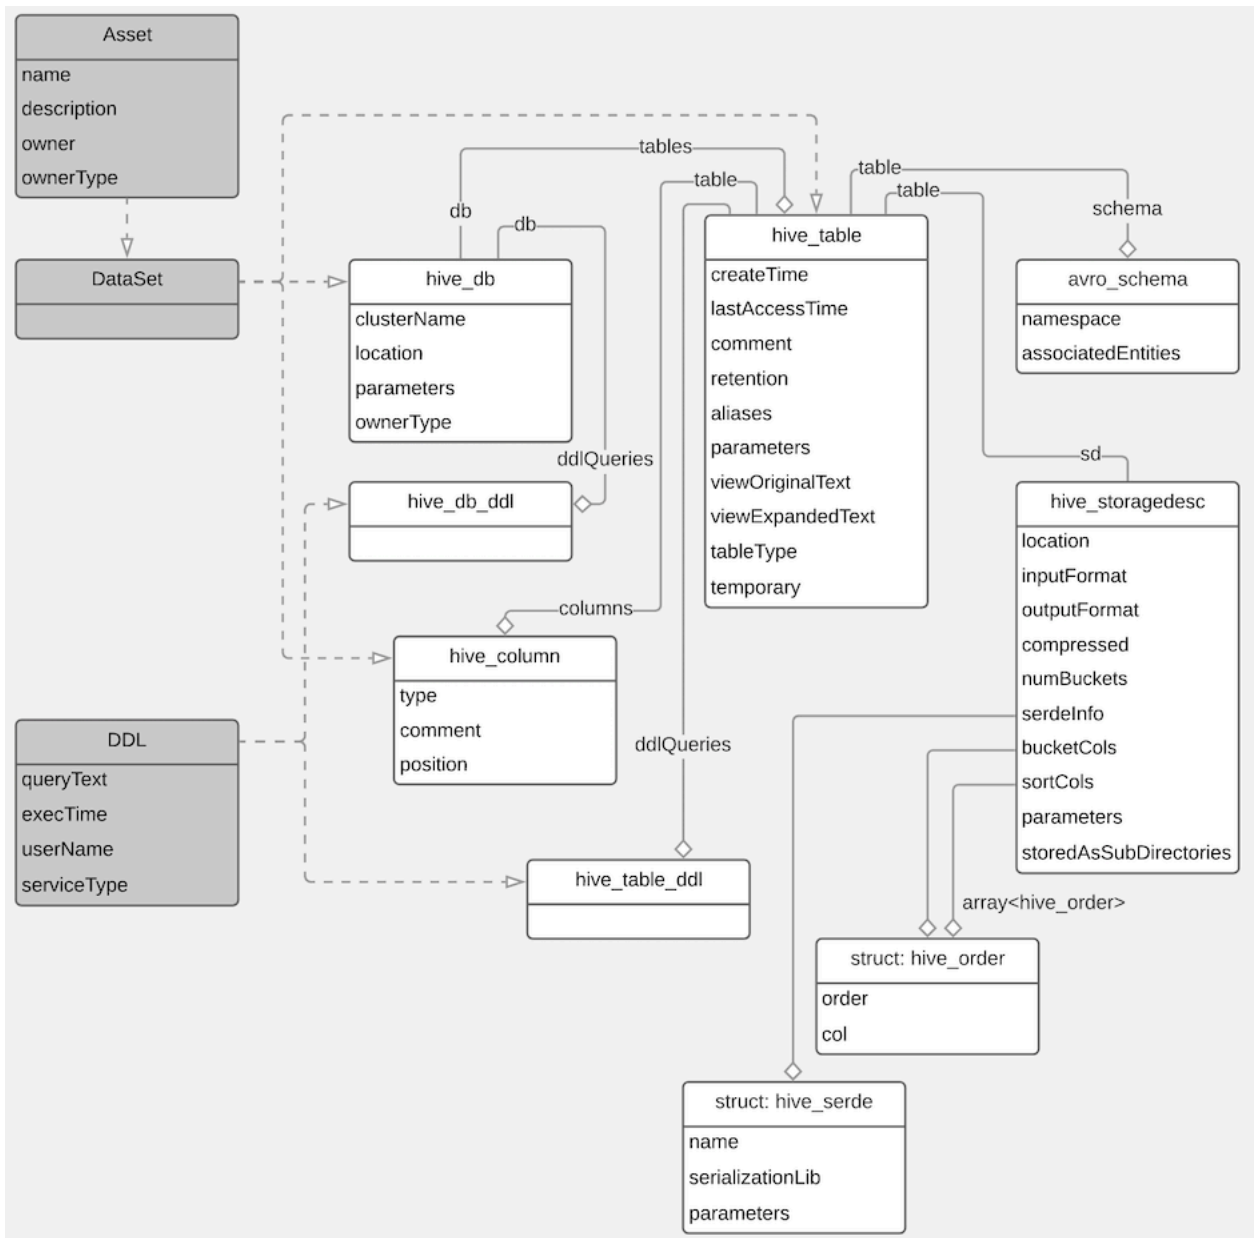 Asset
name
description
owner
ownerType
DataSet
tables
db
db
hive_db
clusterName
location
parameters
ownerType
ddlQueries
hive_db_ddl
table
table
table
hive_table
createTime
lastAccessTime
comment
retention
aliases
parameters
viewOriginalText
viewExpandedText
tableType
temporary
schema
avro_schema
namespace
associatedEntities
sd
hive_storagedesc
location
inputFormat
outputFormat
compressed
numBuckets
serdeInfo
bucketCols
sortCols
parameters
storedAsSubDirectories
columns
hive_column
type
comment
position
DDL
queryText
execTime
userName
serviceType
ddlQueries
hive_table_ddl
array<hive_order>
struct: hive_order
order
col
struct: hive_serde
name
serializationLib
parameters